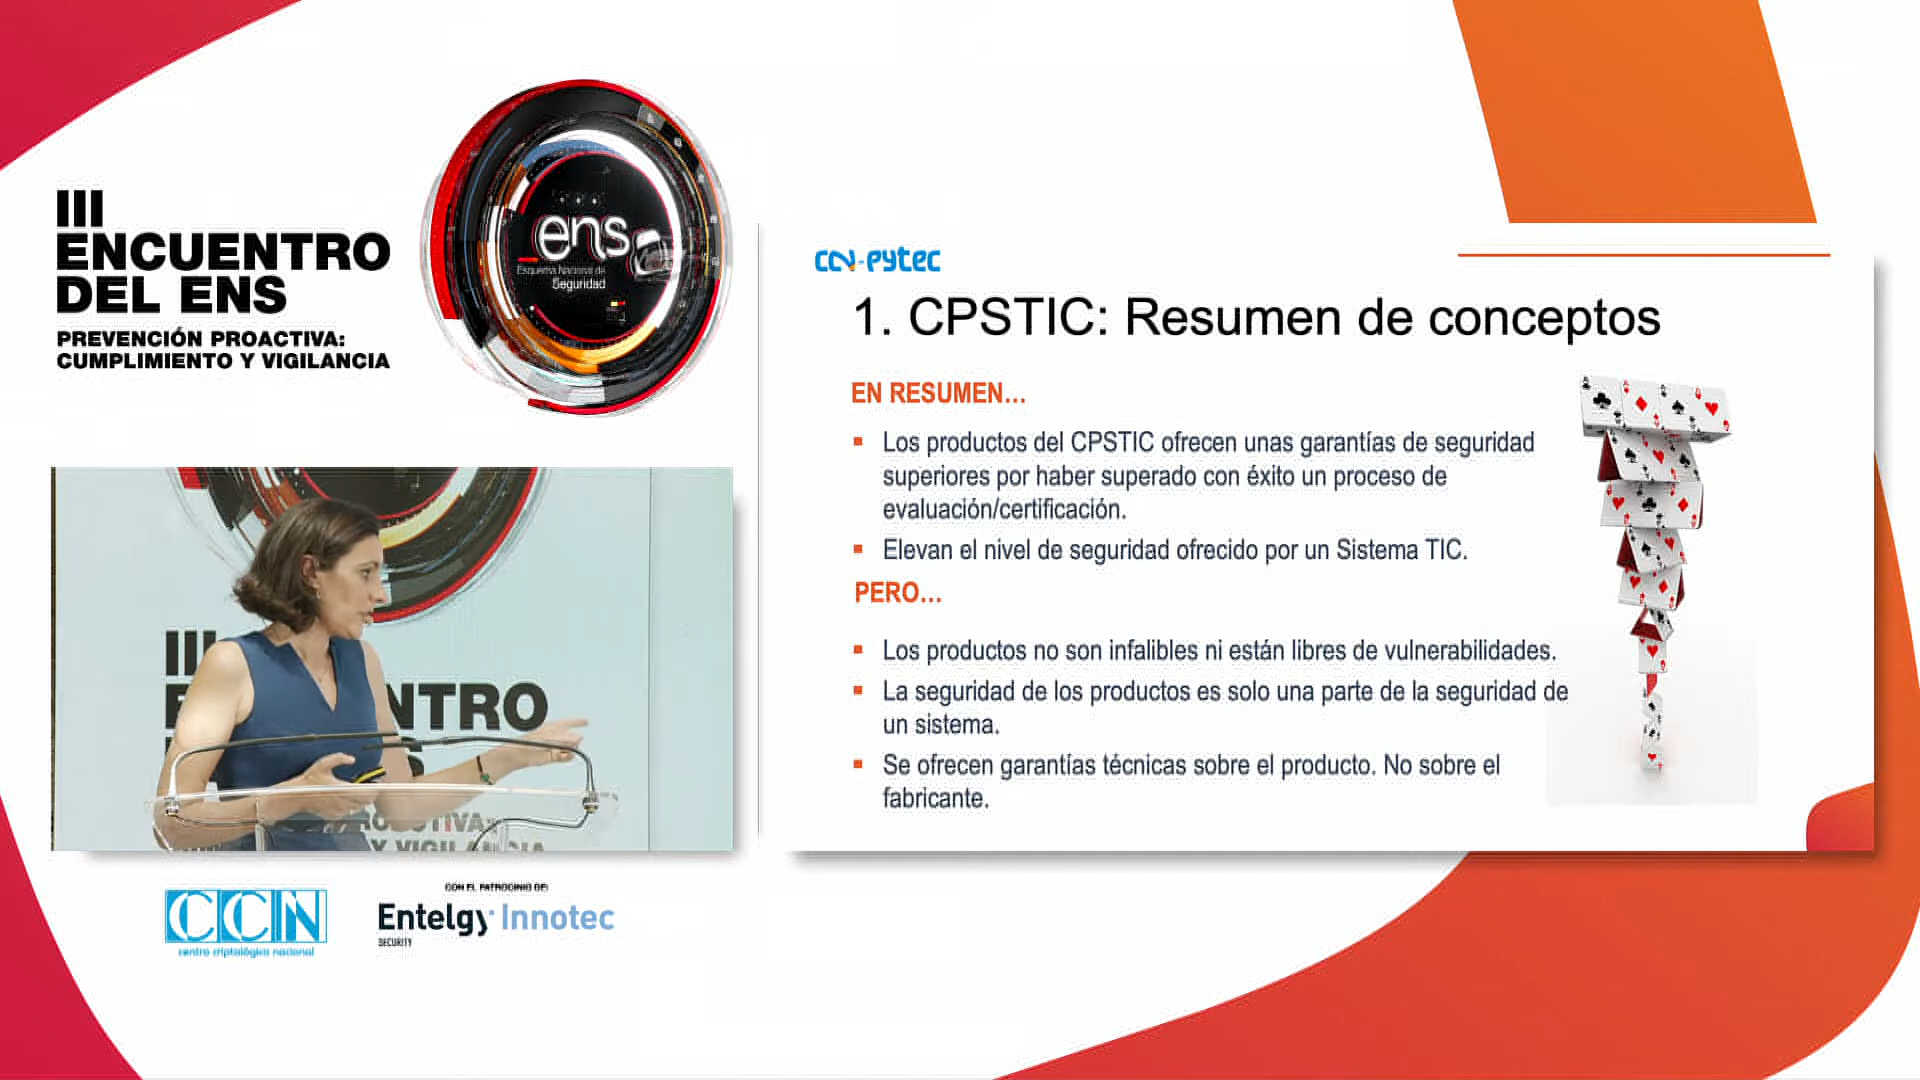 III
ENCUENTRO
DEL ENS
PREVENCIÓN PROACTIVA:
CUMPLIMIENTO Y VIGILANCIA
ens
Esquema Nacional de
Seguridad
III
NTRO
Y VIGILANCIA
CCN
centro criptológico nacional
CON EL PATROCINIO DE:
Entelgy Innotec
SECURITY
CCN-PYTEC
1. CPSTIC: Resumen de conceptos
EN RESUMEN...
▪ Los productos del CPSTIC ofrecen unas garantías de seguridad
superiores por haber superado con éxito un proceso de
evaluación/certificación.
▪ Elevan el nivel de seguridad ofrecido por un Sistema TIC.
PERO...
▪ Los productos no son infalibles ni están libres de vulnerabilidades.
▪ La seguridad de los productos es solo una parte de la seguridad de
un sistema.
▪ Se ofrecen garantías técnicas sobre el producto. No sobre el
fabricante.